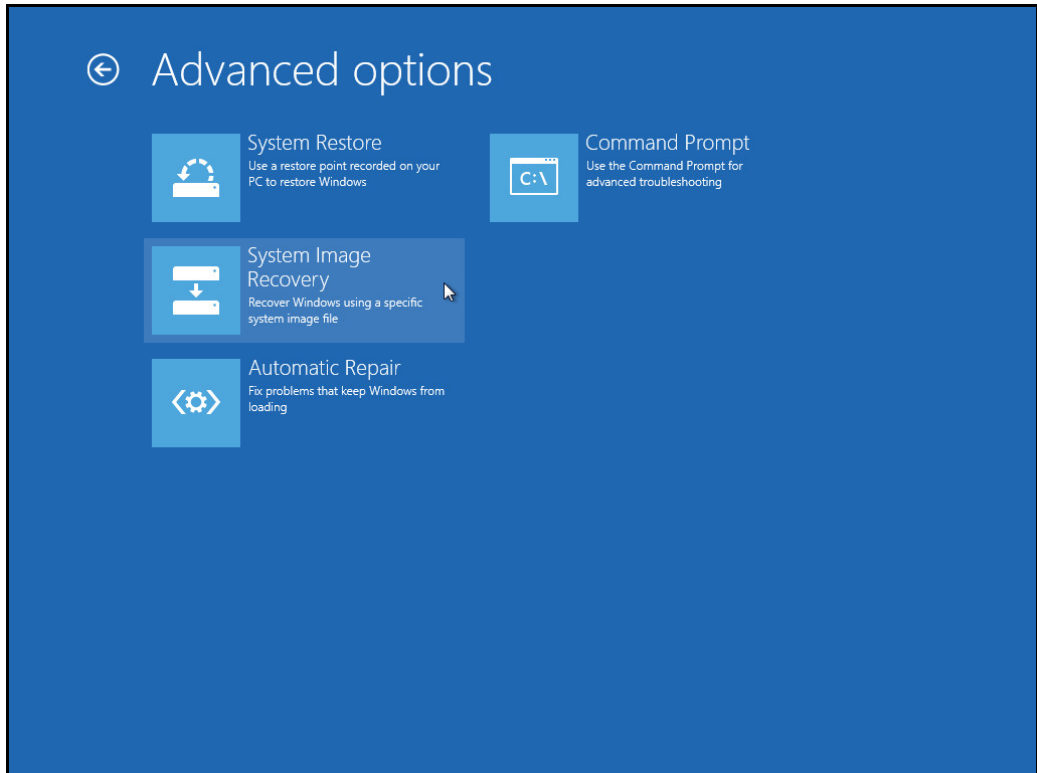 Advanced options
System Restore
Use a restore point recorded on your
PC to restore Windows
Command Prompt
Use the Command Prompt for
advanced troubleshooting
C:\
System Image
Recovery
Recover Windows using a specific
system image file
Automatic Repair
Fix problems that keep Windows from
loading